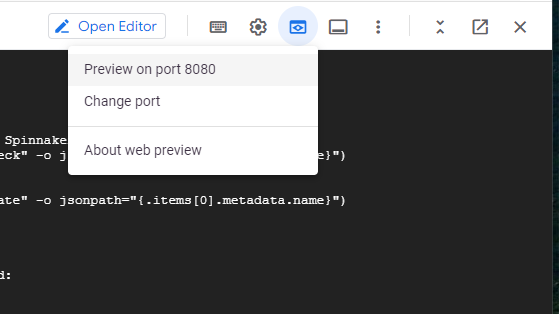 Open Editor
Preview on port 8080
Change port
About web preview
Spinnake
eck" -o j
e}")
ate" -o jsonpath="{.items[0].metadata.name}")
d: